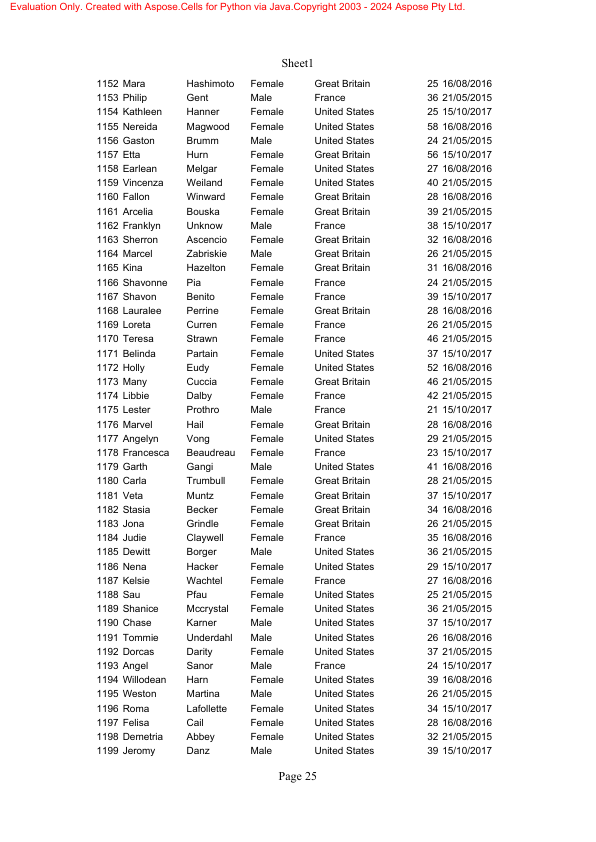 Evaluation Only. Created with Aspose.Cells for Python via Java.Copyright 2003 - 2024 Aspose Pty Ltd.
Sheet1
1152 Mara Hashimoto Female Great Britain 25 16/08/2016
1153 Philip Gent Male France 36 21/05/2015
1154 Kathleen Hanner Female United States 25 15/10/2017
1155 Nereida Magwood Female United States 58 16/08/2016
1156 Gaston Brumm Male United States 24 21/05/2015
1157 Etta Hurn Female Great Britain 56 15/10/2017
1158 Earlean Melgar Female United States 27 16/08/2016
1159 Vincenza Weiland Female United States 40 21/05/2015
1160 Fallon Winward Female Great Britain 28 16/08/2016
1161 Arcelia Bouska Female Great Britain 39 21/05/2015
1162 Franklyn Unknow Male France 38 15/10/2017
1163 Sherron Ascencio Female Great Britain 32 16/08/2016
1164 Marcel Zabriskie Male Great Britain 26 21/05/2015
1165 Kina Hazelton Female Great Britain 31 16/08/2016
1166 Shavonne Pia Female France 24 21/05/2015
1167 Shavon Benito Female France 39 15/10/2017
1168 Lauralee Perrine Female Great Britain 28 16/08/2016
1169 Loreta Curren Female France 26 21/05/2015
1170 Teresa Strawn Female France 46 21/05/2015
1171 Belinda Partain Female United States 37 15/10/2017
1172 Holly Eudy Female United States 52 16/08/2016
1173 Many Cuccia Female Great Britain 46 21/05/2015
1174 Libbie Dalby Female France 42 21/05/2015
1175 Lester Prothro Male France 21 15/10/2017
1176 Marvel Hail Female Great Britain 28 16/08/2016
1177 Angelyn Vong Female United States 29 21/05/2015
1178 Francesca Beaudreau Female France 23 15/10/2017
1179 Garth Gangi Male United States 41 16/08/2016
1180 Carla Trumbull Female Great Britain 28 21/05/2015
1181 Veta Muntz Female Great Britain 37 15/10/2017
1182 Stasia Becker Female Great Britain 34 16/08/2016
1183 Jona Grindle Female Great Britain 26 21/05/2015
1184 Judie Claywell Female France 35 16/08/2016
1185 Dewitt Borger Male United States 36 21/05/2015
1186 Nena Hacker Female United States 29 15/10/2017
1187 Kelsie Wachtel Female France 27 16/08/2016
1188 Sau Pfau Female United States 25 21/05/2015
1189 Shanice Mccrystal Female United States 36 21/05/2015
1190 Chase Karner Male United States 37 15/10/2017
1191 Tommie Underdahl Male United States 26 16/08/2016
1192 Dorcas Darity Female United States 37 21/05/2015
1193 Angel Sanor Male France 24 15/10/2017
1194 Willodean Harn Female United States 39 16/08/2016
1195 Weston Martina Male United States 26 21/05/2015
1196 Roma Lafollette Female United States 34 15/10/2017
1197 Felisa Cail Female United States 28 16/08/2016
1198 Demetria Abbey Female United States 32 21/05/2015
1199 Jeromy Danz Male United States 39 15/10/2017
Page 25